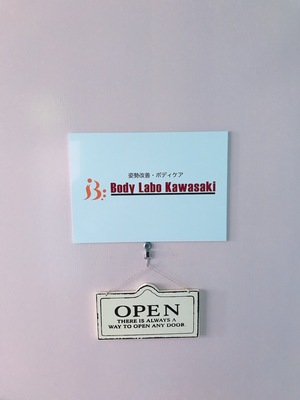 姿勢改善・ボディケア
B: Body Labo Kawasaki
OPEN
THERE IS ALWAYS A
WAY TO OPEN ANY DOOR